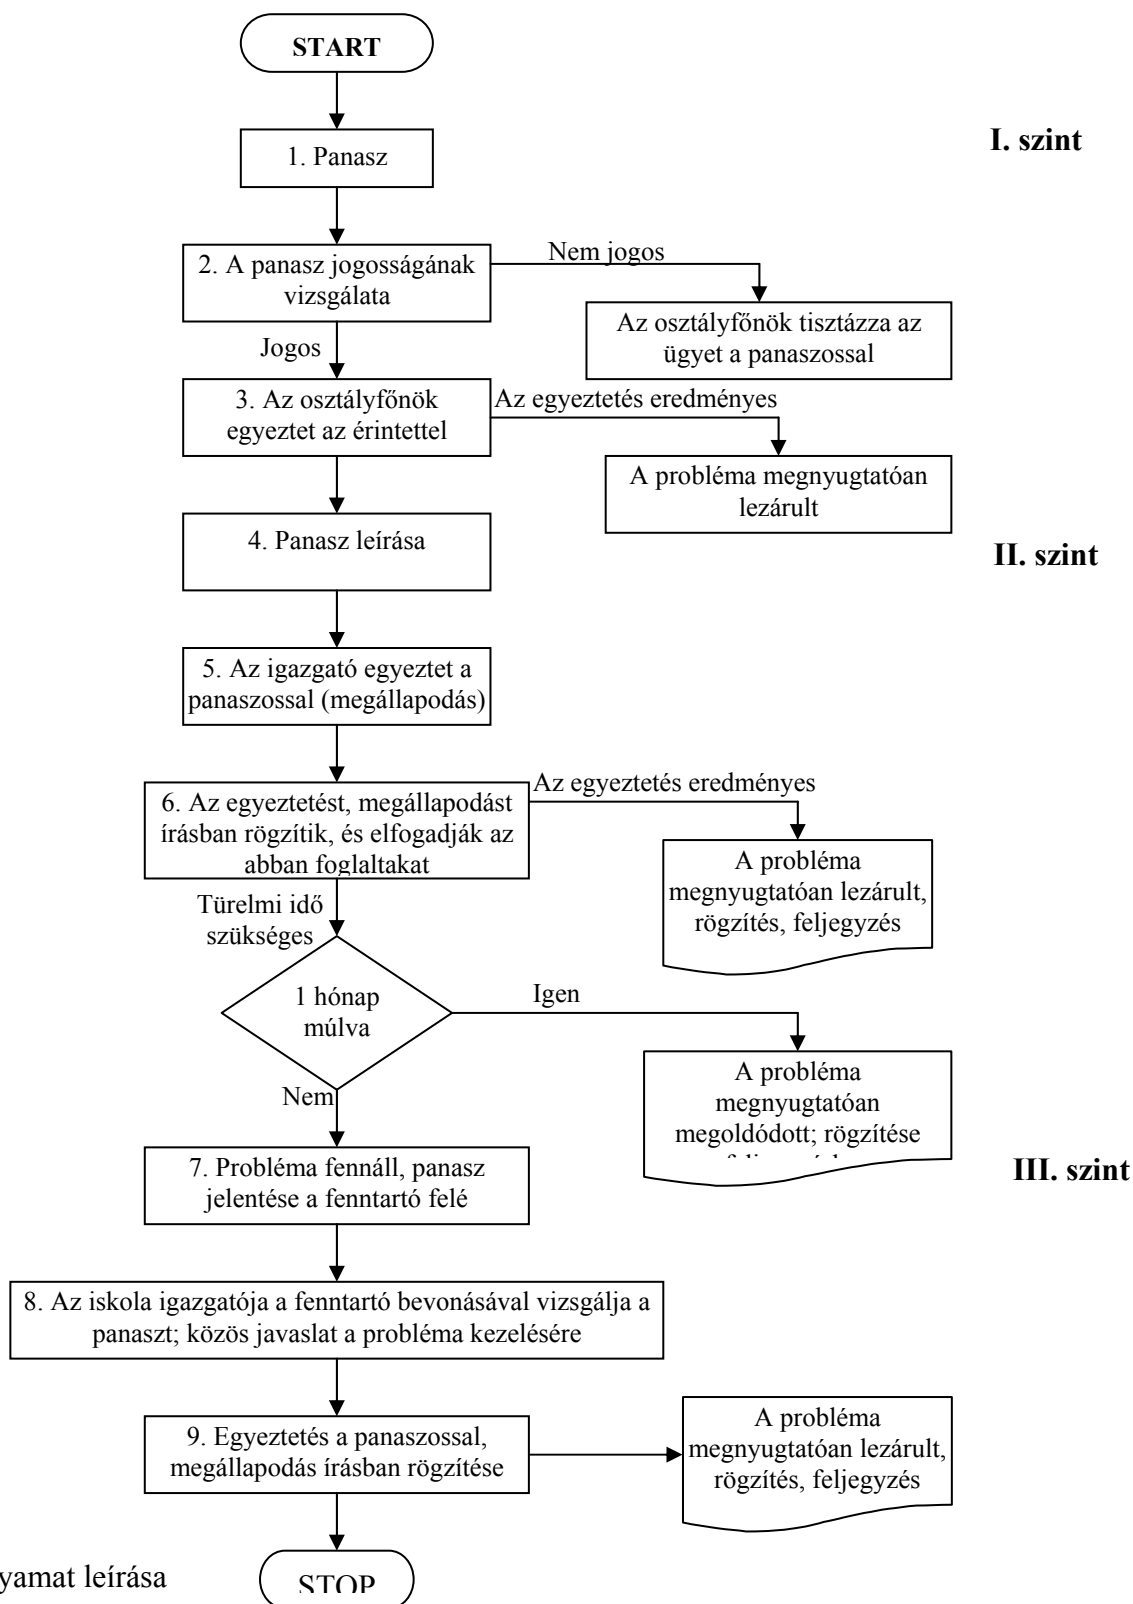 START
I. szint
1. Panasz
2. A panasz jogosságának
vizsgálata
Nem jogos
Az osztályfőnök tisztázza az
ügyet a panaszossal
Jogos
3. Az osztályfőnök
egyeztet az érintettel
Az egyeztetés eredményes
A probléma megnyugtatóan
lezárult
4. Panasz leírása
II. szint
5. Az igazgató egyeztet a
panaszossal (megállapodás)
6. Az egyeztetést, megállapodást
írásban rögzítik, és elfogadják az
abban foglaltakat
Az egyeztetés eredményes
A probléma
megnyugtatóan lezárult,
rögzítés, feljegyzés
Türelmi idő
szükséges
1 hónap
múlva
Igen
A probléma
megnyugtatóan
megoldódott; rögzítése
Nem
7. Probléma fennáll, panasz
jelentése a fenntartó felé
III. szint
8. Az iskola igazgatója a fenntartó bevonásával vizsgálja a
panaszt; közös javaslat a probléma kezelésére
9. Egyeztetés a panaszossal,
megállapodás írásban rögzítése
A probléma
megnyugtatóan lezárult,
rögzítés, feljegyzés
yamat leírása
STOP